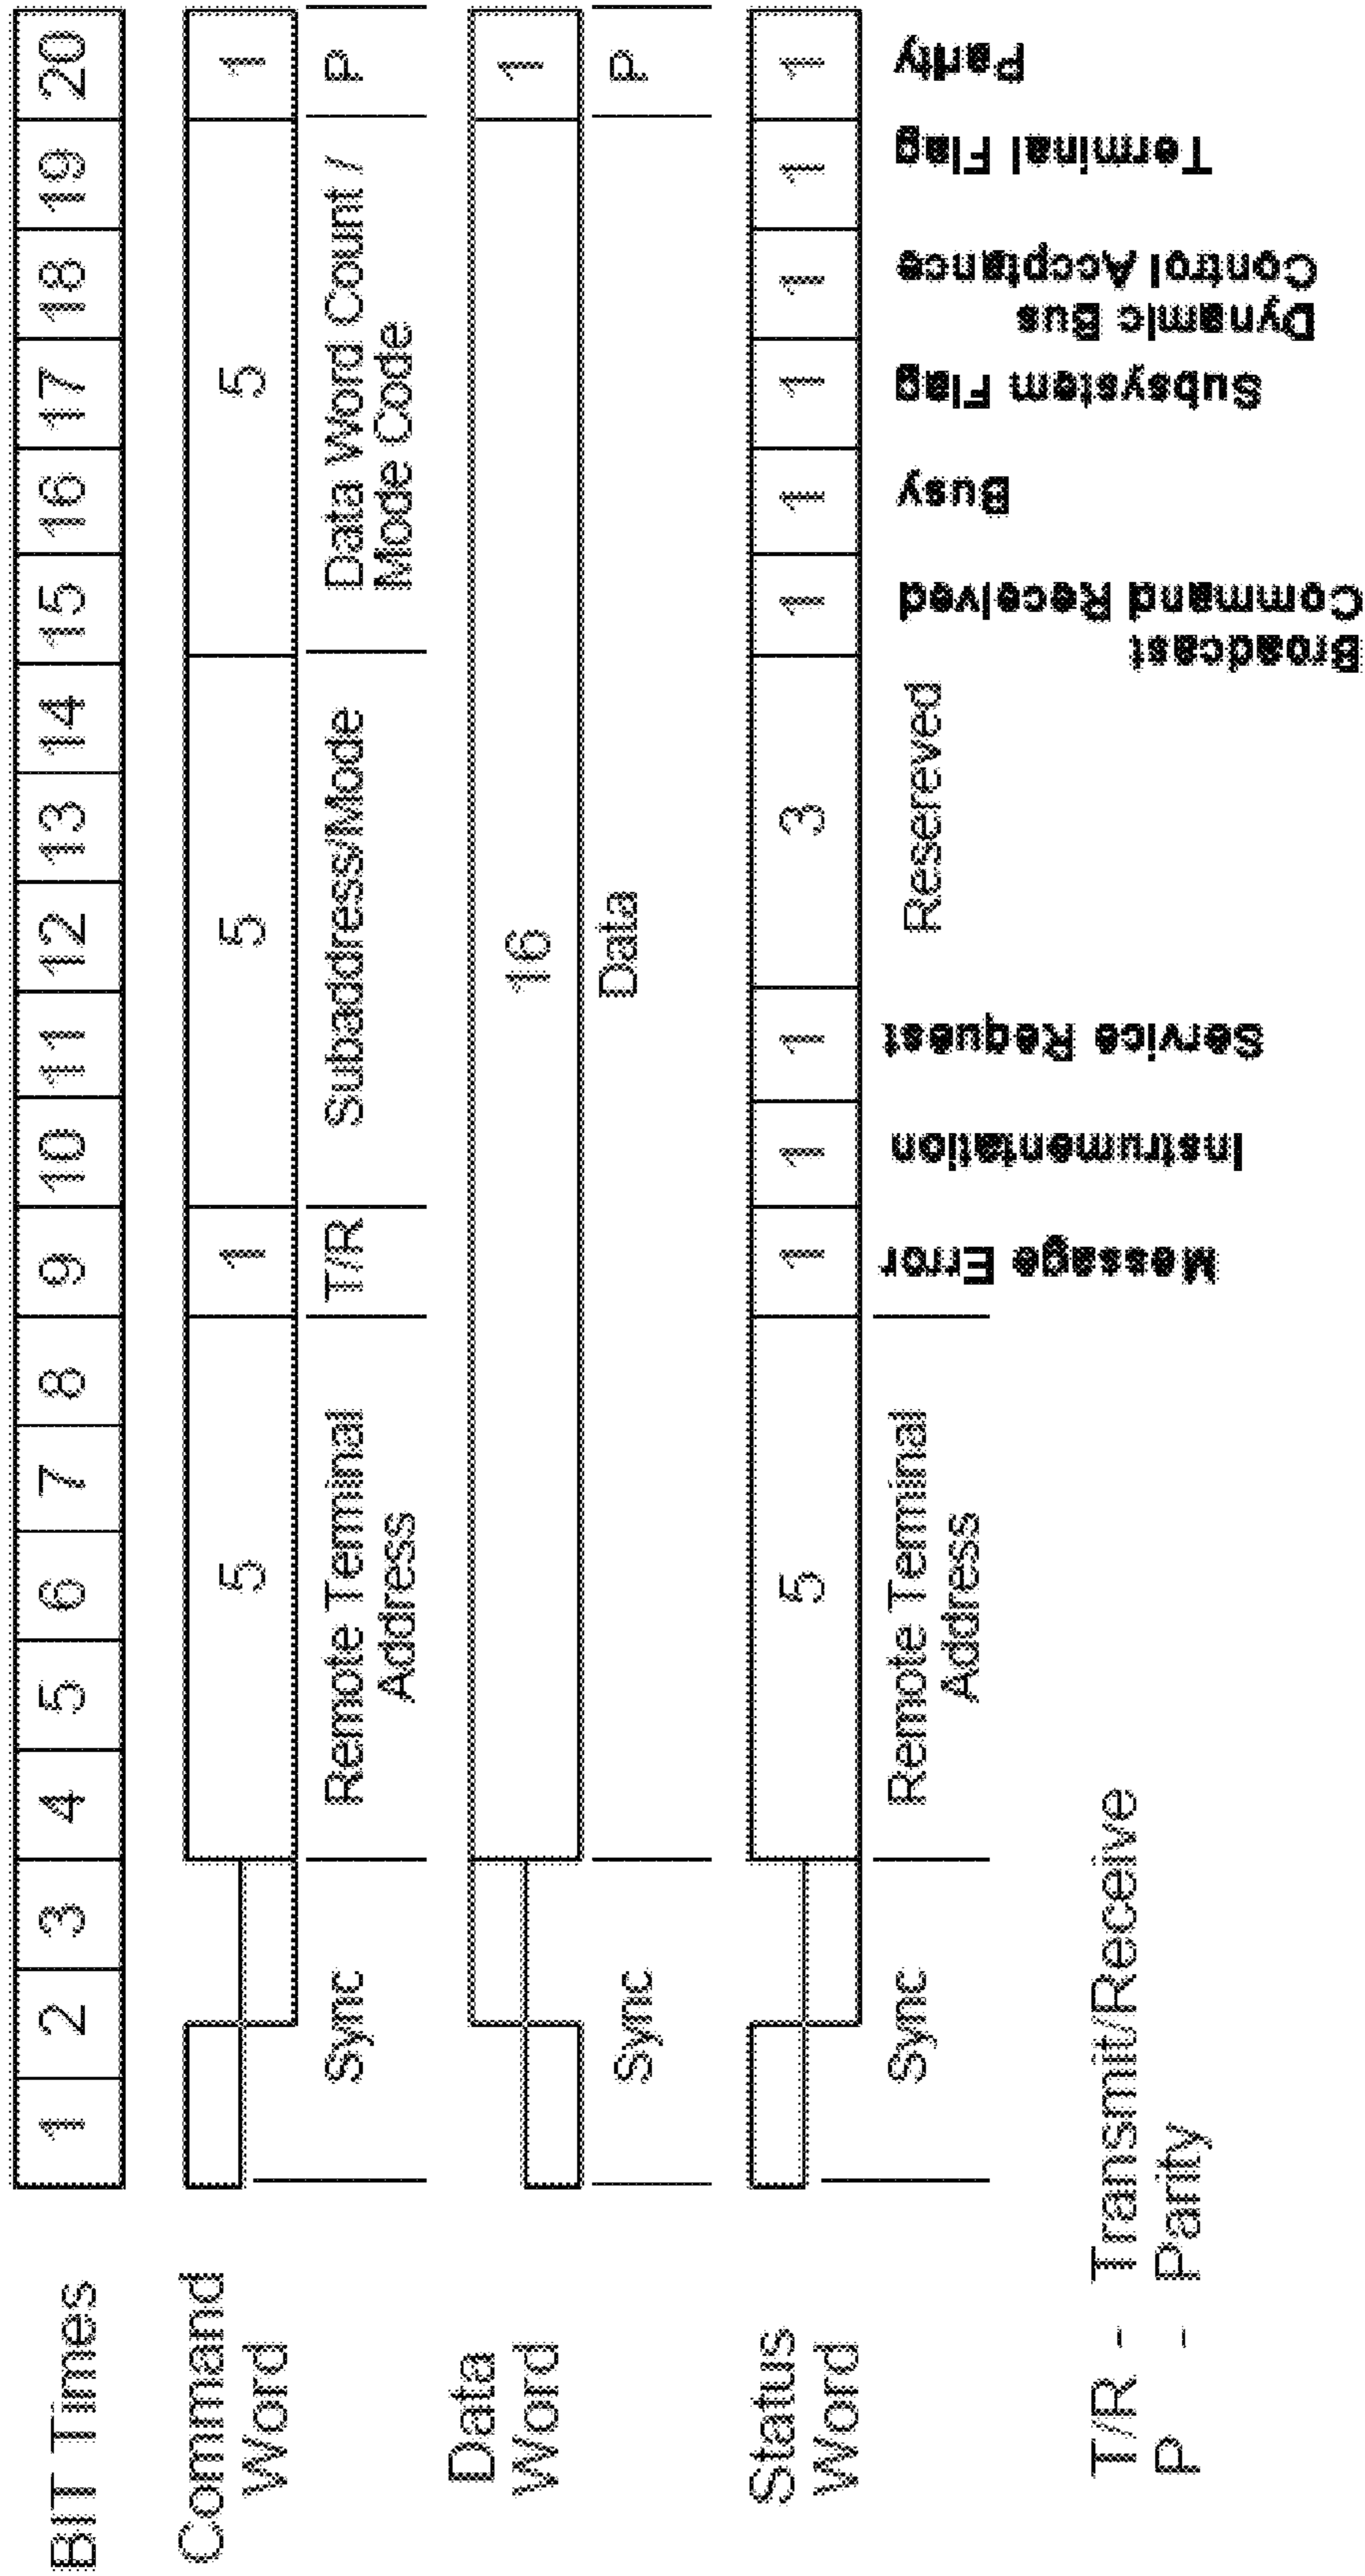 BIT Times 1 2 3 4 5 6 7 8 9 10 11 12 13 14 15 16 17 18 19 20
Command
Word
5 1 5 5 1
Sync
Remote Terminal
Address
T/R
Subaddress/Mode
Data Word Count /
Mode Code
P
Data
Word
16 1
Sync
Data
P
Status
Word
5 1 1 1 3 1 1 1 1 1 1
Sync
Remote Terminal
Address
Message Error
Instrumentation
Service Request
Resereved
Broadcast
Command Received
Busy
Subsystem Flag
Dynamic Bus
Control Accptance
Terminal Flag
Parity
T/R - Transmit/Receive
P - Parity